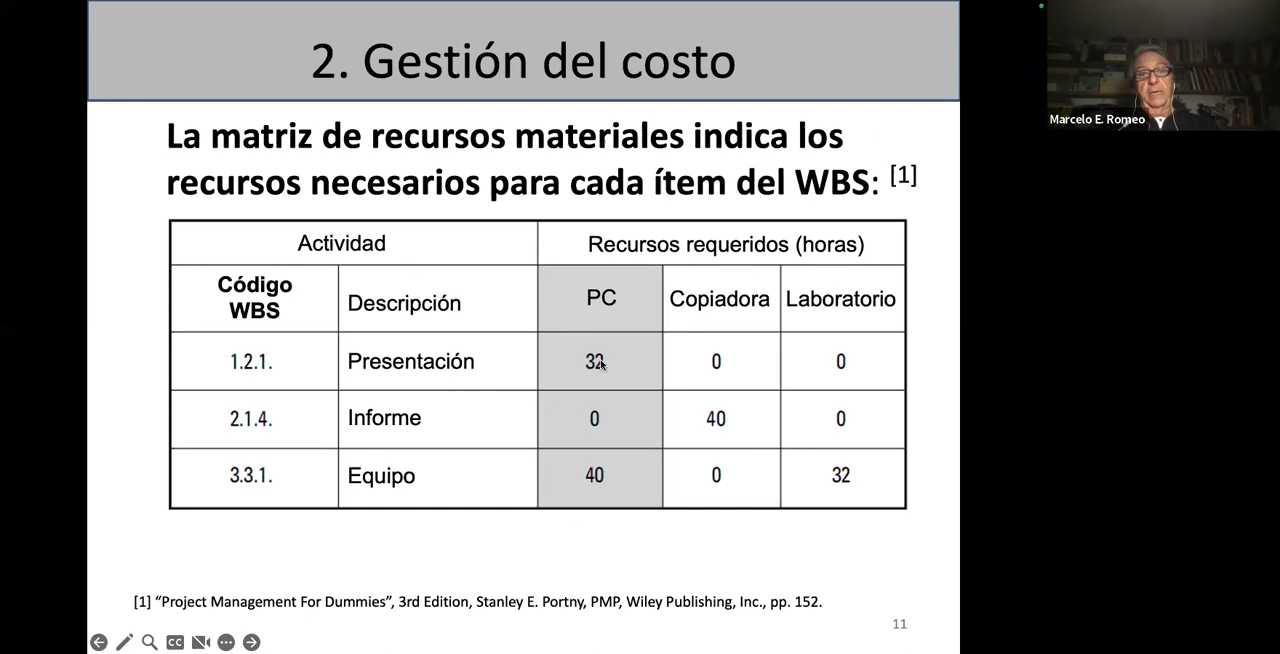 2. Gestión del costo
Marcelo E. Romeo
La matriz de recursos materiales indica los
recursos necesarios para cada ítem del WBS: [1]
Actividad Recursos requeridos (horas)
Código WBS Descripción PC Copiadora Laboratorio
1.2.1. Presentación 32 0 0
2.1.4. Informe 0 40 0
3.3.1. Equipo 40 0 32
[1] “Project Management For Dummies”, 3rd Edition, Stanley E. Portny, PMP, Wiley Publishing, Inc., pp. 152.
11
CC